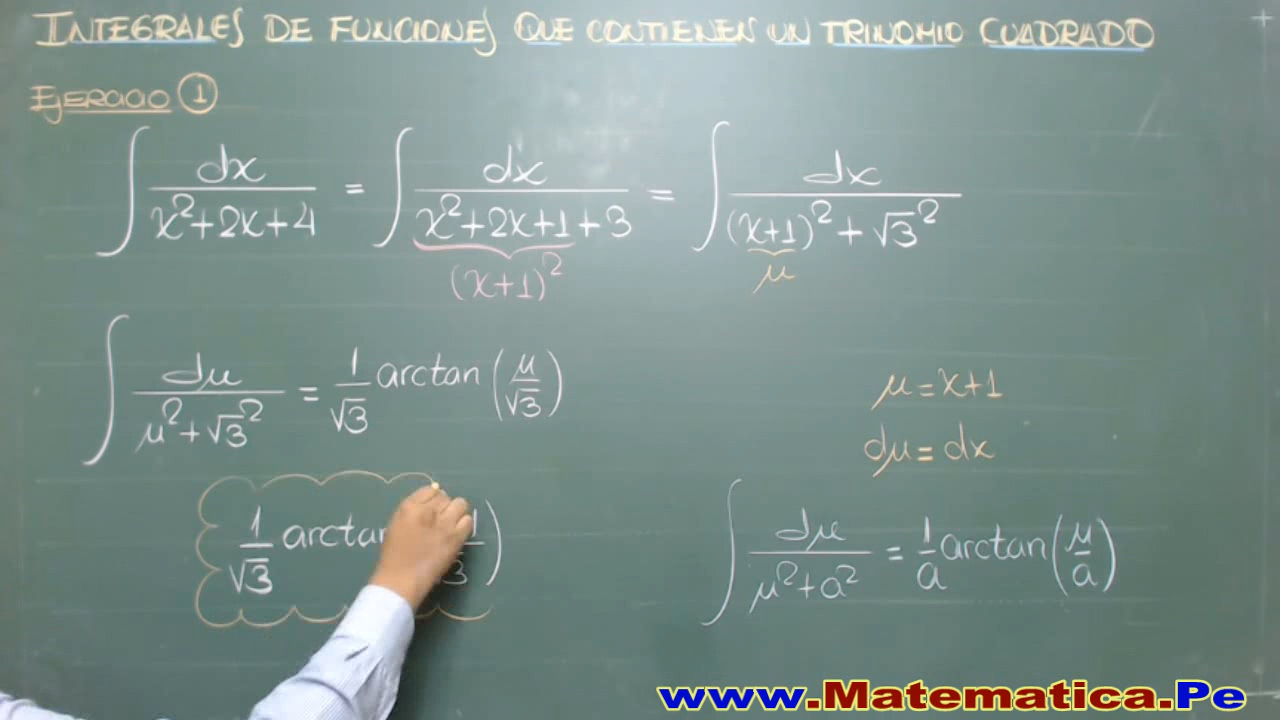 INTEGRALES DE FUNCIONES QUE CONTIENEN UN TRINOMIO CUADRADO
EJERCICIO ①
∫ dx/(x²+2x+4) = ∫ dx/(x²+2x+1+3) = ∫ dx/((x+1)²+√3²)
(x+1)² μ
∫ dμ/(μ²+√3²) = 1/√3 arctan(μ/√3)
μ = x+1
dμ = dx
1/√3 arctan 1 3)
∫ dμ/(μ²+a²) = 1/a arctan(μ/a)
www.Matematica.Pe